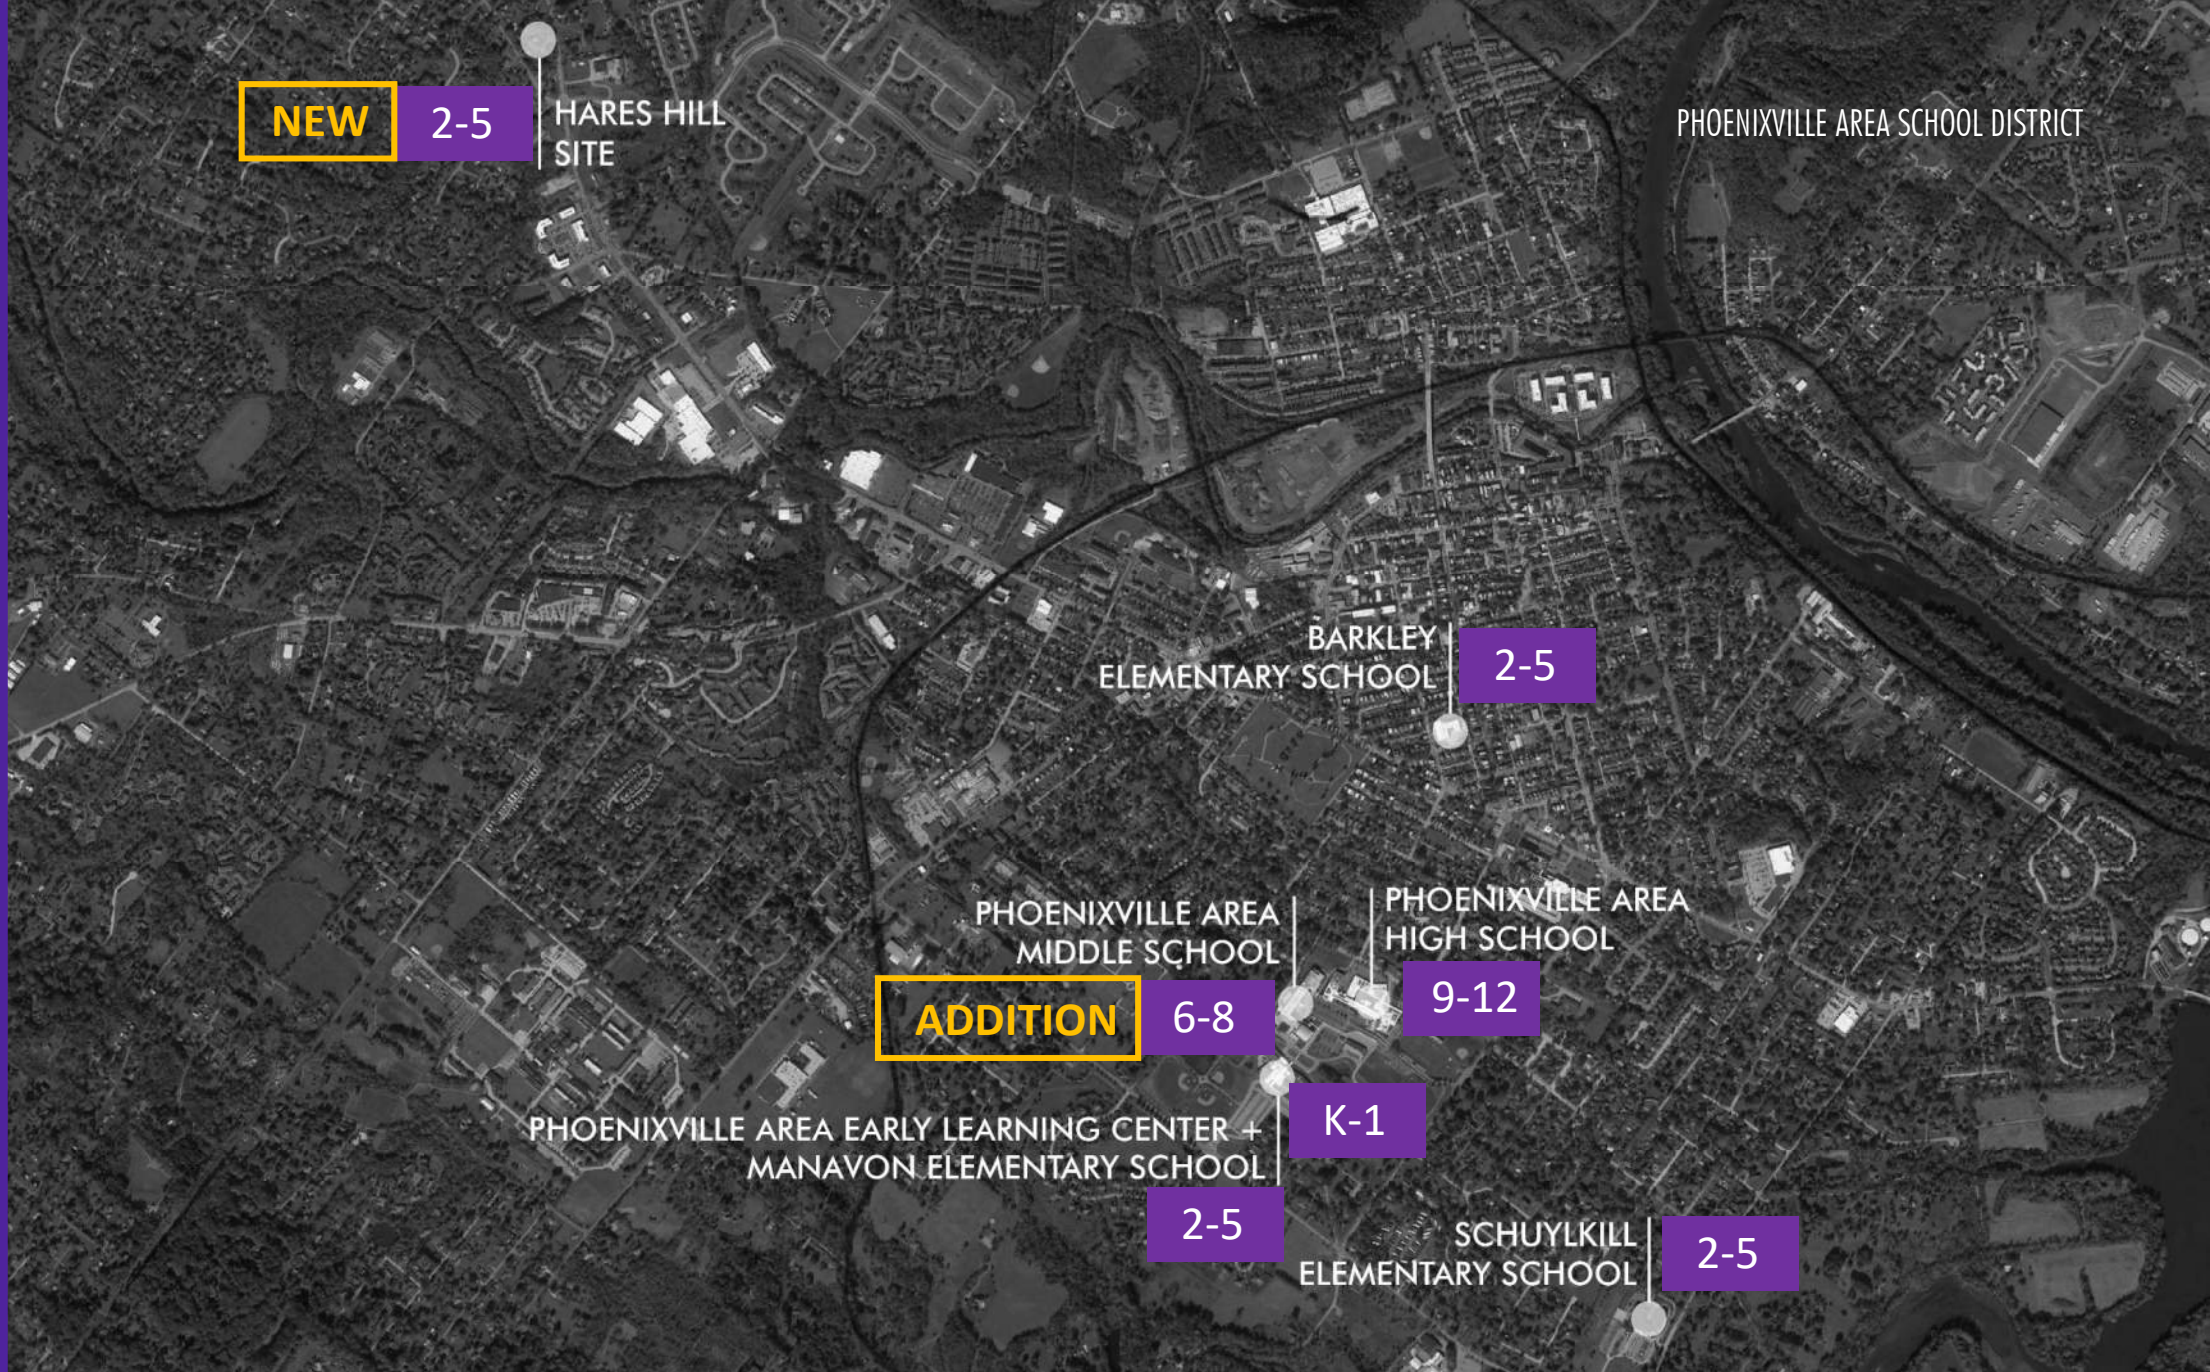 NEW
2-5
HARES HILL
SITE
PHOENIXVILLE AREA SCHOOL DISTRICT
BARKLEY
ELEMENTARY SCHOOL
2-5
PHOENIXVILLE AREA
MIDDLE SCHOOL
ADDITION
6-8
PHOENIXVILLE AREA
HIGH SCHOOL
9-12
K-1
PHOENIXVILLE AREA EARLY LEARNING CENTER +
MANAVON ELEMENTARY SCHOOL
2-5
SCHUYLKILL
ELEMENTARY SCHOOL
2-5